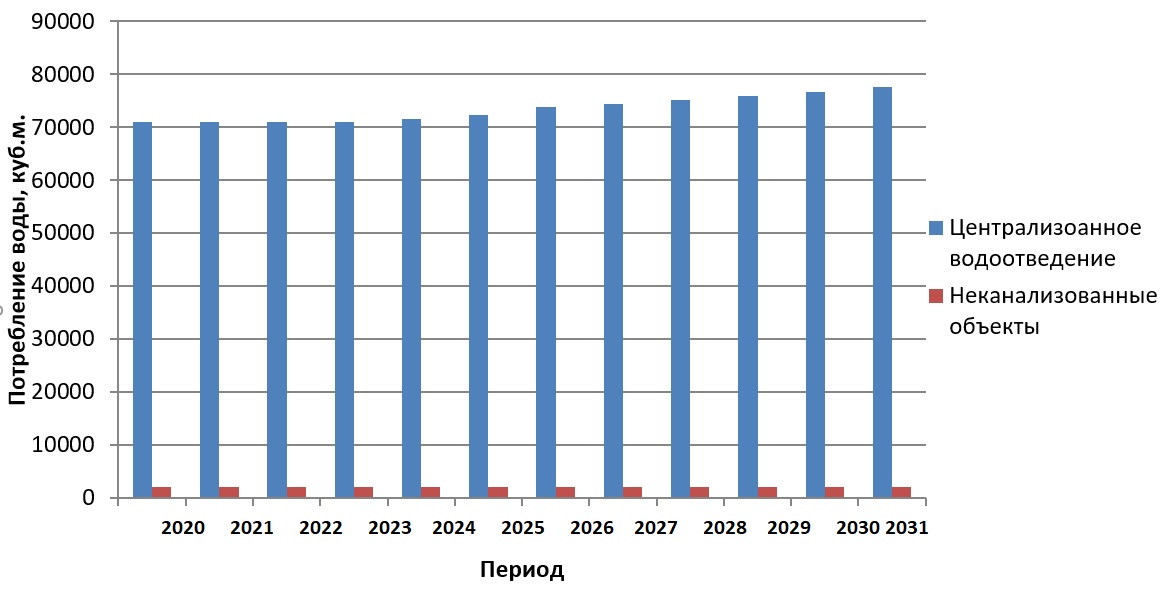 90000
80000
70000
60000
50000
40000
30000
20000
10000
0
Потребление воды, куб.м.
2020 2021 2022 2023 2024 2025 2026 2027 2028 2029 2030 2031
Период
Централизоанное
водоотведение
Неканализованные
объекты